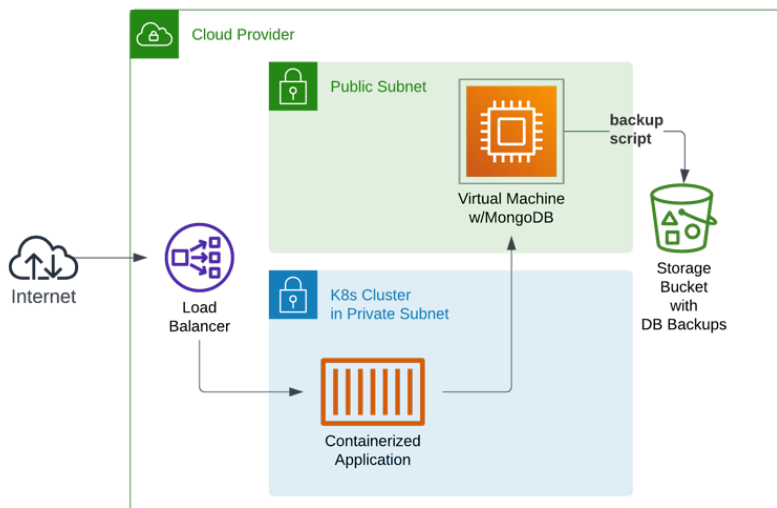 Cloud Provider
Public Subnet
backup
script
Virtual Machine
w/MongoDB
Internet
Load
Balancer
Storage
Bucket
with
DB Backups
K8s Cluster
in Private Subnet
Containerized
Application